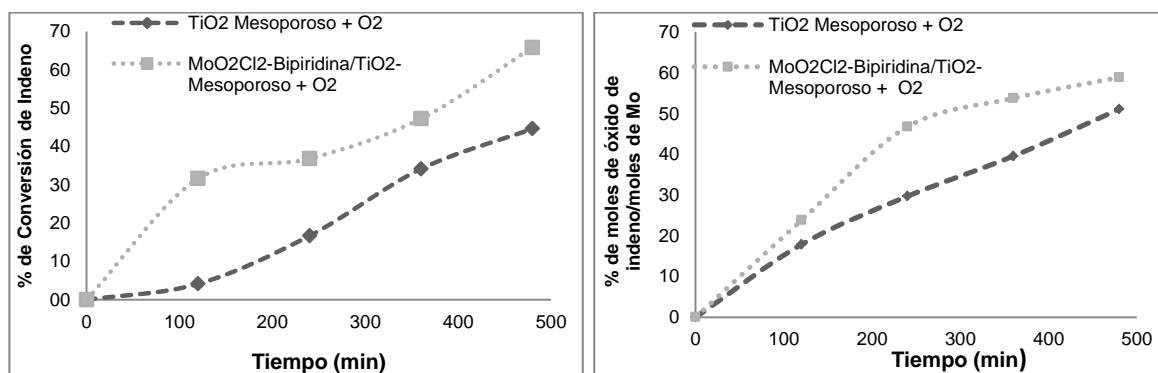 TiO2 Mesoporoso + O2
MoO2Cl2-Bipiridina/TiO2-
Mesoporoso + O2
% de Conversión de Indeno
70
60
50
40
30
20
10
00
0
100
200
300
400
500
Tiempo (min)
TiO2 Mesoporoso + O2
MoO2Cl2-Bipiridina/TiO2-
Mesoporoso + O2
% de moles de óxido de
indeno/moles de Mo
70
60
50
40
30
20
10
0
0
100
200
300
400
500
Tiempo (min)